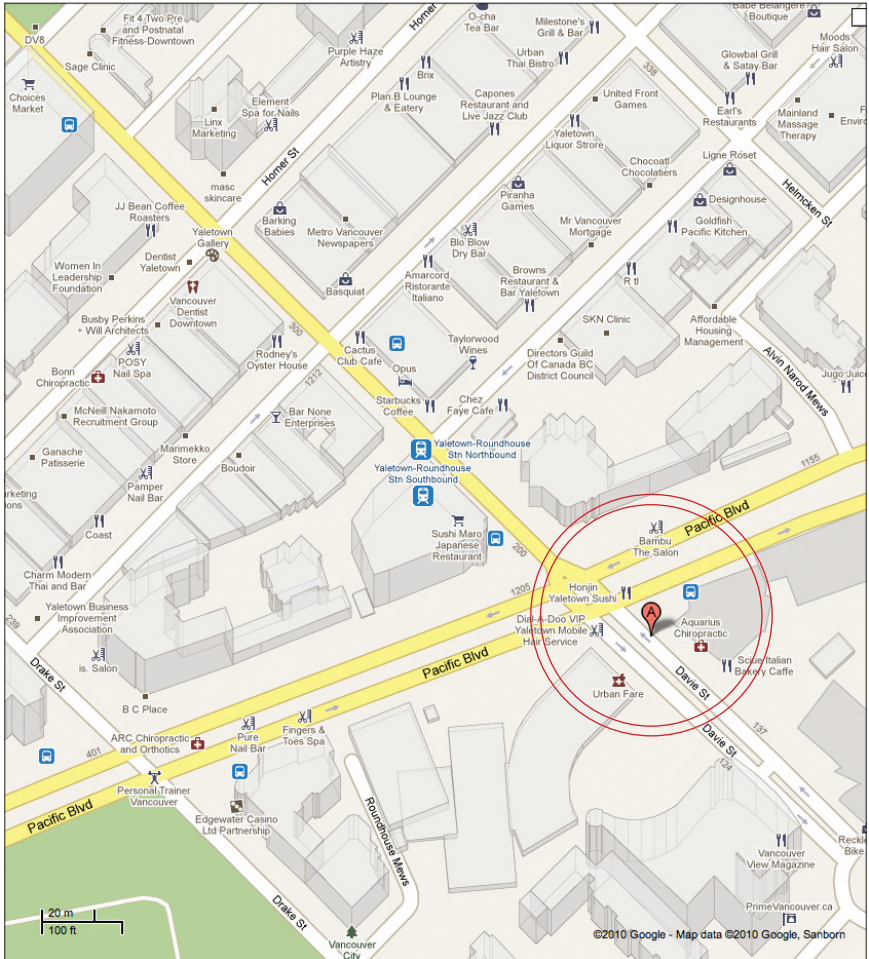 Fit 4 Two Pre
and Postnatal
Fitness-Downtown
DV8
Sage Clinic
Choices
Market
Purple Haze
Artistry
Homer
O-cha
Tea Bar
Milestone's
Grill & Bar
Urban
Thai Bistro
Babe Belangere
Boutique
Moods
Hair Salon
Glowbal Grill
& Satay Bar
338
Brix
Plan B Lounge
& Eatery
Capones
Restaurant and
Live Jazz Club
United Front
Games
Earl's
Restaurants
Mainland
Massage
Therapy
F
Enviro
Linx
Marketing
Element
Spa for Nails
Yaletown
Liquor Strore
Homer St
Chocoatl
Chocolatiers
Ligne Roset
masc
skincare
Helmcken St
JJ Bean Coffee
Roasters
Piranha
Games
Designhouse
Yaletown
Gallery
Barking
Babies
Metro Vancouver
Newspapers
Blo Blow
Dry Bar
Mr Vancouver
Mortgage
Goldfish
Pacific Kitchen
Dentist
Yaletown
Women In
Leadership
Foundation
Basquiat
Amarcord
Ristorante
Italiano
Browns
Restaurant &
Bar Yaletown
R tl
Vancouver
Dentist
Downtown
Busby Perkins
+ Will Architects
300
SKN Clinic
Affordable
Housing
Management
POSY
Nail Spa
Rodney's
Oyster House
Cactus
Club Cafe
Taylorwood
Wines
Directors Guild
Of Canada BC
District Council
Alvin Narod Mews
Bonn
Chiropractic
1212
Opus
Jugo Juice
Starbucks
Coffee
Chez
Faye Cafe
McNeill Nakamoto
Recruitment Group
Bar None
Enterprises
Marimekko
Store
Yaletown-Roundhouse
Stn Northbound
Ganache
Patisserie
Boudoir
Yaletown-Roundhouse
Stn Southbound
1155
Pamper
Nail Bar
arketing
ons
Coast
Sushi Maro
Japanese
Restaurant
200
Pacific Blvd
Bambu
The Salon
Charm Modern
Thai and Bar
1205
Honjin
Yaletown Sushi
Yaletown Business
Improvement
Association
239
Dial-A-Doo VIP
Yaletown Mobile
Hair Service
A
Aquarius
Chiropractic
is. Salon
Drake St
Pacific Blvd
Sciue Italian
Bakery Caffe
Urban Fare
Davie St
B C Place
137
ARC Chiropractic
and Orthotics
Pure
Nail Bar
Fingers &
Toes Spa
Davie St
401
124
Personal Trainer
Vancouver
Pacific Blvd
Edgewater Casino
Ltd Partnership
Roundhouse Mews
Vancouver
View Magazine
Reckle
Bike
Drake St
PrimeVancouver.ca
20 m
100 ft
Vancouver
City
©2010 Google - Map data ©2010 Google, Sanborn